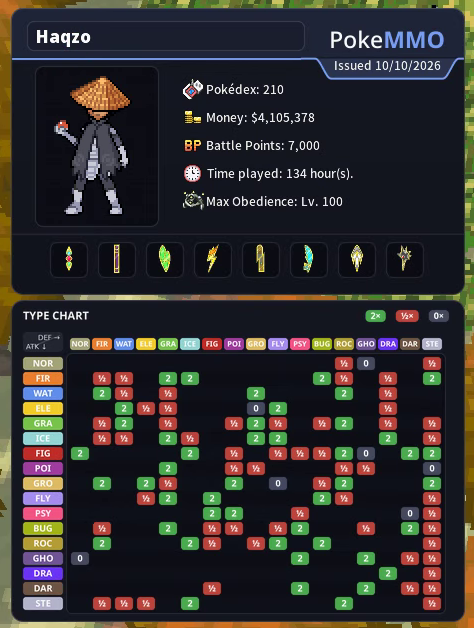 Haqzo
PokeMMO
Issued 10/10/2026
Pokédex: 210
Money: $4,105,378
BP Battle Points: 7,000
Time played: 134 hour(s).
Max Obedience: Lv. 100
TYPE CHART 2× ½× 0×
DEF →
ATK ↓ NOR FIR WAT ELE GRA ICE FIG POI GRO FLY PSY BUG ROC GHO DRA DAR STE
NOR ½ 0 ½
FIR ½ ½ 2 2 2 ½ ½ 2
WAT 2 ½ ½ 2 2 ½
ELE 2 ½ ½ 0 2 ½
GRA ½ 2 ½ ½ 2 ½ ½ 2 ½ ½
ICE ½ ½ 2 ½ 2 2 2 ½
FIG 2 2 ½ ½ ½ ½ 2 0 2 2
POI 2 ½ ½ ½ ½ 0
GRO 2 2 ½ 2 0 ½ 2 2
FLY ½ 2 2 2 ½ ½
PSY 2 2 ½ 0 ½
BUG ½ 2 ½ ½ ½ 2 ½ 2 ½
ROC 2 2 ½ ½ 2 2 ½
GHO 0 2 2 ½ ½
DRA 2 ½
DAR ½ 2 2 ½ ½
STE ½ ½ ½ 2 2 ½